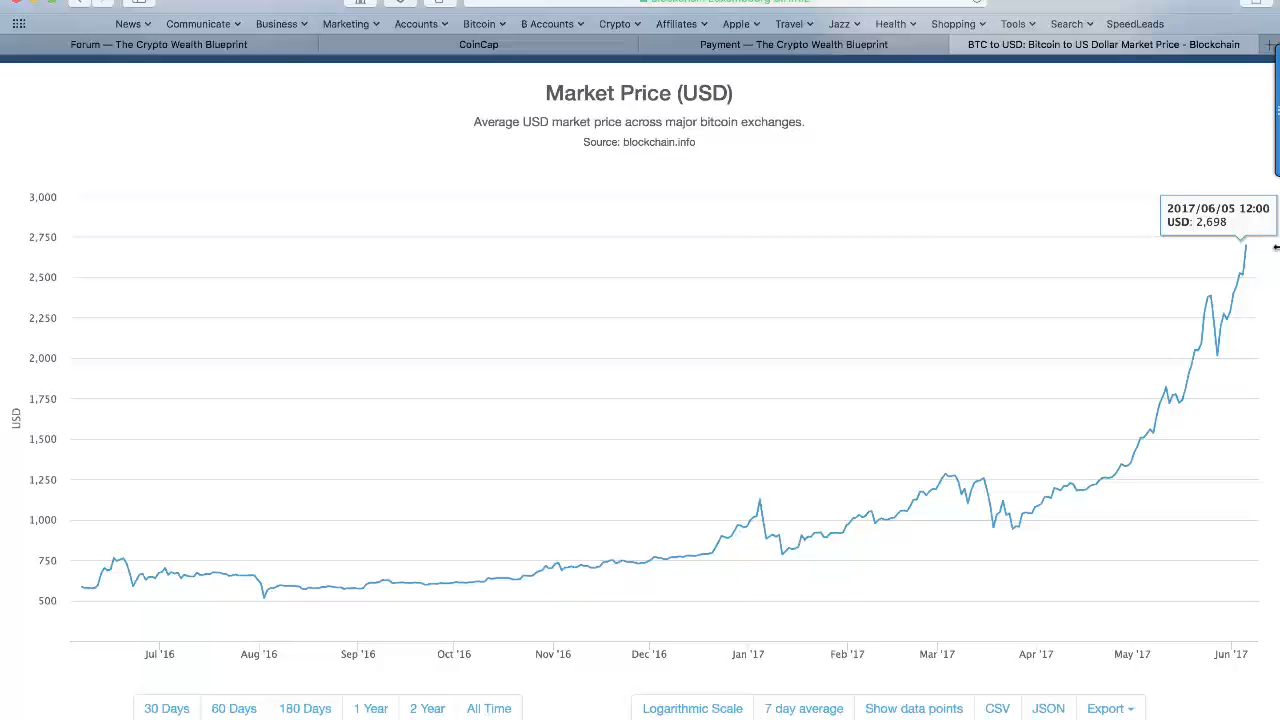 News Communicate Business Marketing Accounts Bitcoin B Accounts Crypto Affiliates Apple Travel Jazz Health Shopping Tools Search SpeedLeads
Forum — The Crypto Wealth Blueprint CoinCap Payment — The Crypto Wealth Blueprint BTC to USD: Bitcoin to US Dollar Market Price - Blockchain
Market Price (USD)
Average USD market price across major bitcoin exchanges.
Source: blockchain.info
3,000
2017/06/05 12:00
USD: 2,698
2,750
2,500
2,250
2,000
1,750
1,500
1,250
1,000
750
500
USD
Jul '16 Aug '16 Sep '16 Oct '16 Nov '16 Dec '16 Jan '17 Feb '17 Mar '17 Apr '17 May '17 Jun '17
30 Days 60 Days 180 Days 1 Year 2 Year All Time Logarithmic Scale 7 day average Show data points CSV JSON Export